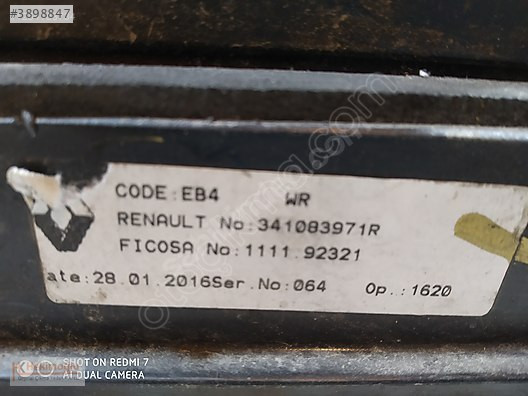 #3898847
CODE:EB4 WR
RENAULT No:341083971R
FICOSA No:1111.92321
ate:28.01.2016Ser.No:064 Op.:1620
SHOT ON REDMI 7
AI DUAL CAMERA